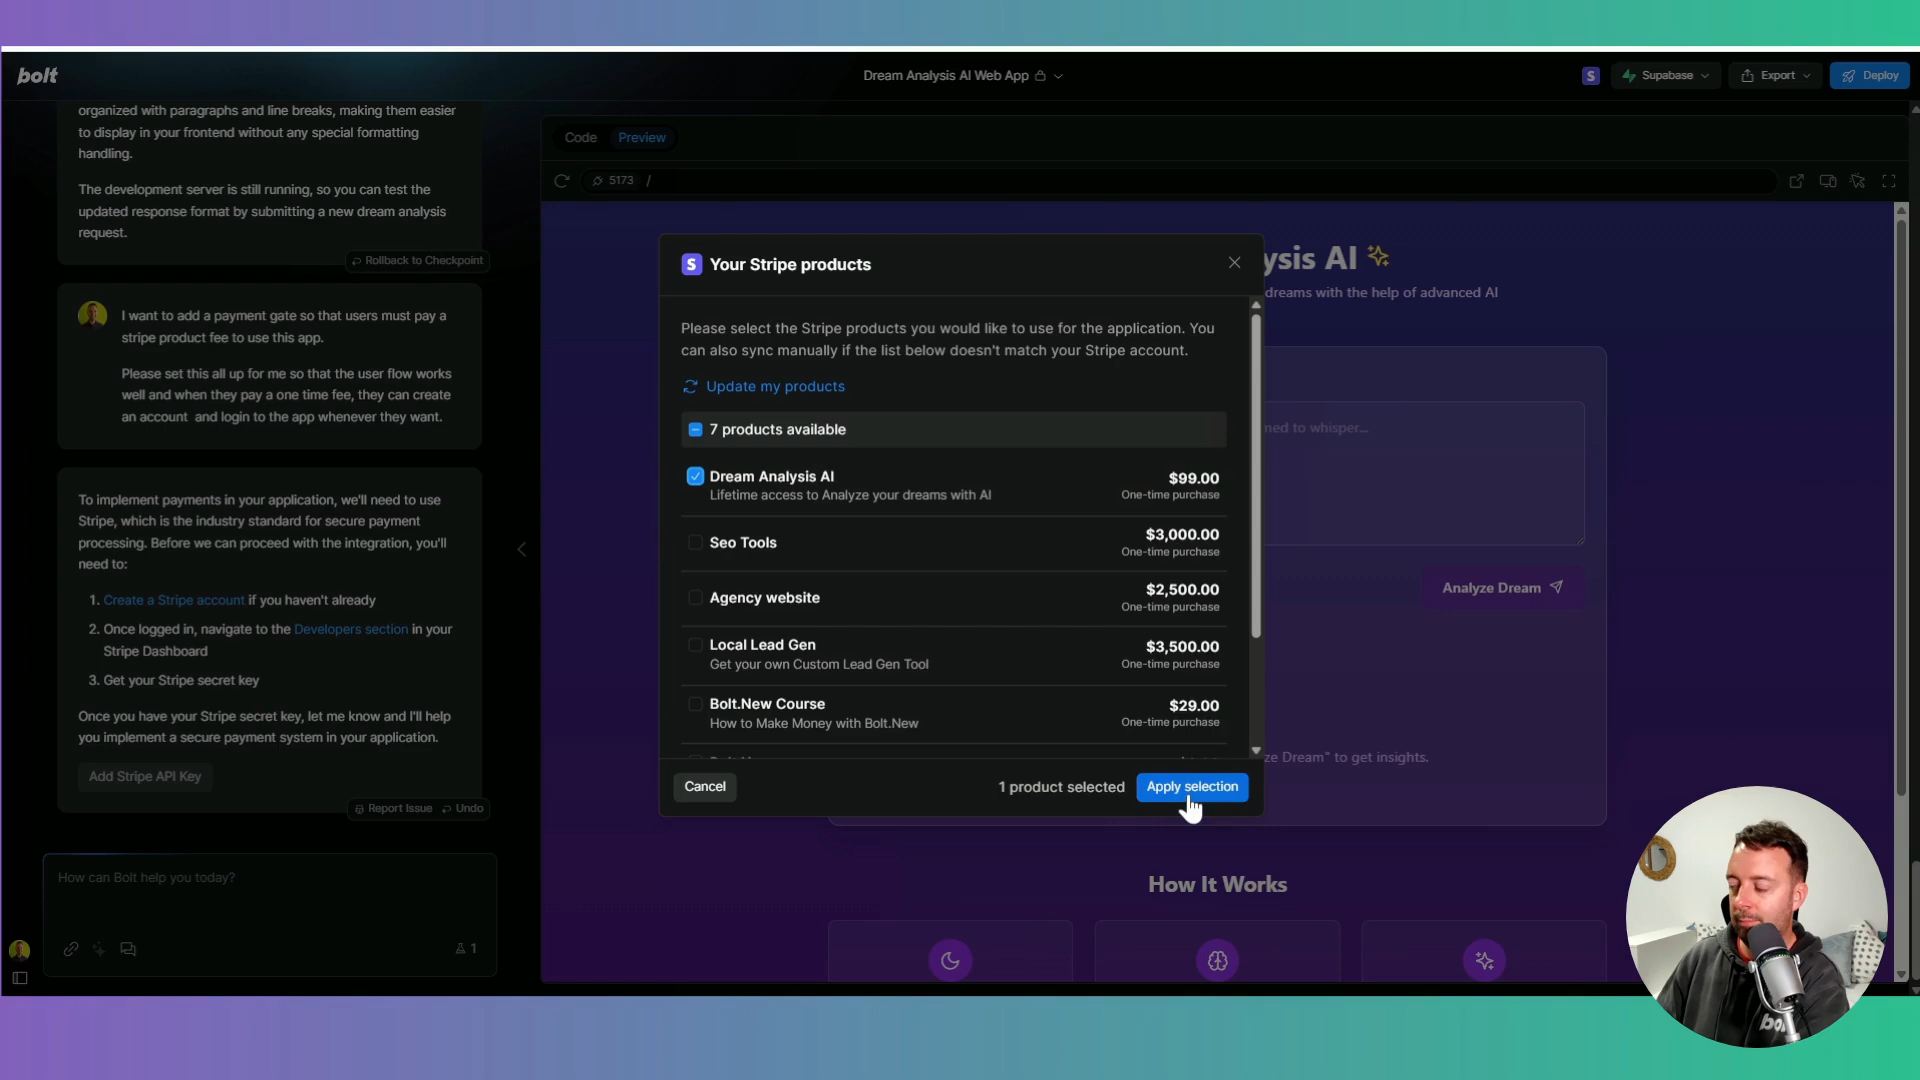 bolt
Dream Analysis AI Web App
S
Supabase
Export
Deploy
organized with paragraphs and line breaks, making them easier
to display in your frontend without any special formatting
handling.
The development server is still running, so you can test the
updated response format by submitting a new dream analysis
request.
Rollback to Checkpoint
I want to add a payment gate so that users must pay a
stripe product fee to use this app.
Please set this all up for me so that the user flow works
well and when they pay a one time fee, they can create
an account  and login to the app whenever they want.
To implement payments in your application, we'll need to use
Stripe, which is the industry standard for secure payment
processing. Before we can proceed with the integration, you'll
need to:
1. Create a Stripe account if you haven't already
2. Once logged in, navigate to the Developers section in your
Stripe Dashboard
3. Get your Stripe secret key
Once you have your Stripe secret key, let me know and I'll help
you implement a secure payment system in your application.
Add Stripe API Key
Report Issue
Undo
How can Bolt help you today?
1
Code
Preview
5173
/
ysis AI
dreams with the help of advanced AI
ned to whisper...
Analyze Dream
ze Dream" to get insights.
How It Works
S Your Stripe products
Please select the Stripe products you would like to use for the application. You
can also sync manually if the list below doesn't match your Stripe account.
Update my products
7 products available
Dream Analysis AI
$99.00
Lifetime access to Analyze your dreams with AI
One-time purchase
Seo Tools
$3,000.00
One-time purchase
Agency website
$2,500.00
One-time purchase
Local Lead Gen
$3,500.00
Get your own Custom Lead Gen Tool
One-time purchase
Bolt.New Course
$29.00
How to Make Money with Bolt.New
One-time purchase
Cancel
1 product selected
Apply selection